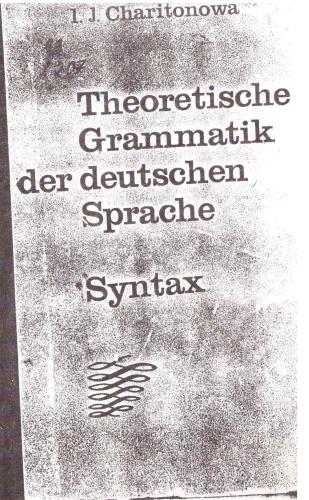 I. J. Charitonowa
Theoretische
Grammatik
der deutschen
Sprache
Syntax